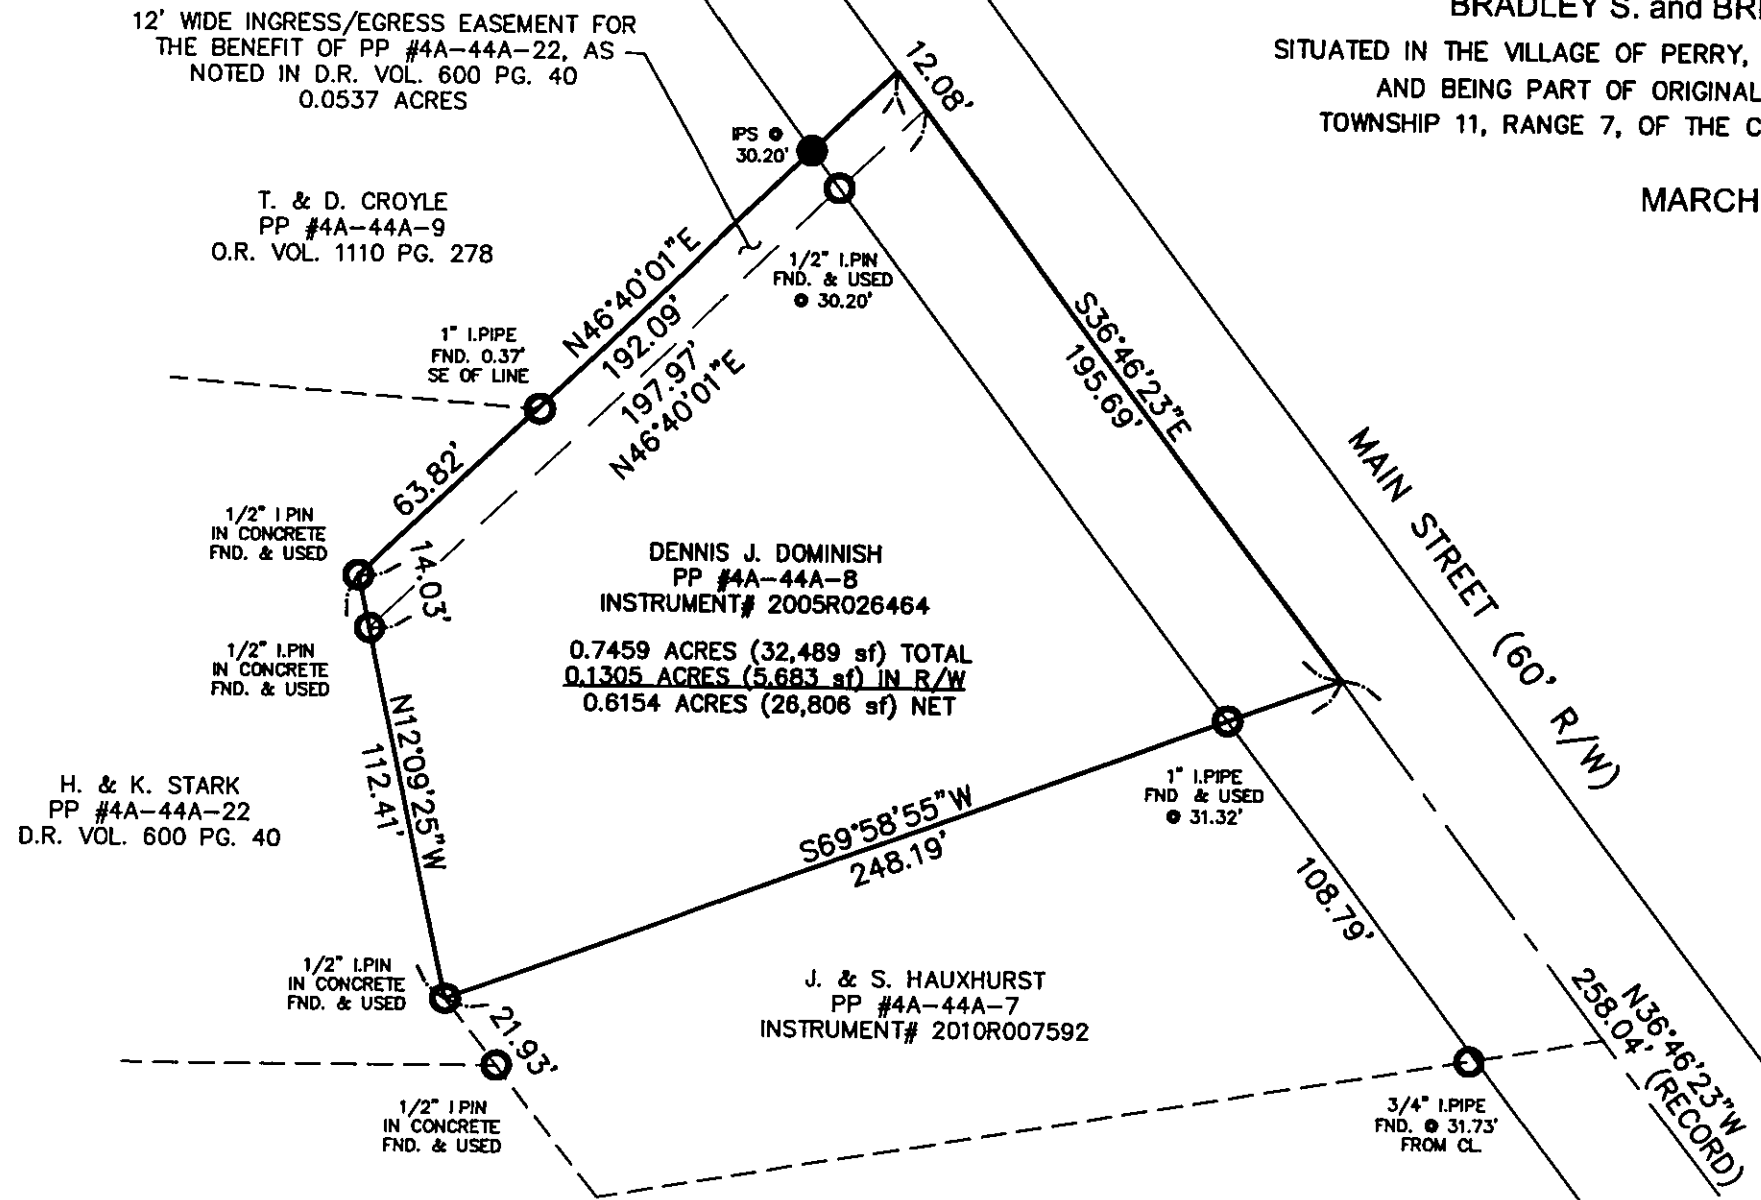 12' WIDE INGRESS/EGRESS EASEMENT FOR
THE BENEFIT OF PP #4A-44A-22, AS
NOTED IN D.R. VOL. 600 PG. 40
0.0537 ACRES
BRADLEY S. and
SITUATED IN THE VILLAGE OF PERRY,
AND BEING PART OF ORIGINAL
TOWNSHIP 11, RANGE 7, OF THE
MARCH
12.08'
IPS @
30.20'
T. & D. CROYLE
PP #4A-44A-9
O.R. VOL. 1110 PG. 278
1/2" I.PIN
FND. & USED
@ 30.20'
N46°40'01"E
192.09'
197.97'
N46°40'01"E
1" I.PIPE
FND. 0.37'
SE OF LINE
S36°46'23"E
195.69'
63.82'
MAIN STREET (60' R/W)
1/2" I PIN
IN CONCRETE
FND. & USED
14.03'
DENNIS J. DOMINISH
PP #4A-44A-8
INSTRUMENT# 2005R026464
1/2" I.PIN
IN CONCRETE
FND. & USED
0.7459 ACRES (32,489 sf) TOTAL
0.1305 ACRES (5,683 sf) IN R/W
0.6154 ACRES (26,806 sf) NET
N12°09'25"W
112.41'
H. & K. STARK
PP #4A-44A-22
D.R. VOL. 600 PG. 40
1" I.PIPE
FND & USED
@ 31.32'
S69°58'55"W
248.19'
108.79'
1/2" I.PIN
IN CONCRETE
FND. & USED
21.93'
J. & S. HAUXHURST
PP #4A-44A-7
INSTRUMENT# 2010R007592
N36°46'23"W
258.04' (RECORD)
1/2" I PIN
IN CONCRETE
FND. & USED
3/4" I.PIPE
FND. @ 31.73'
FROM CL